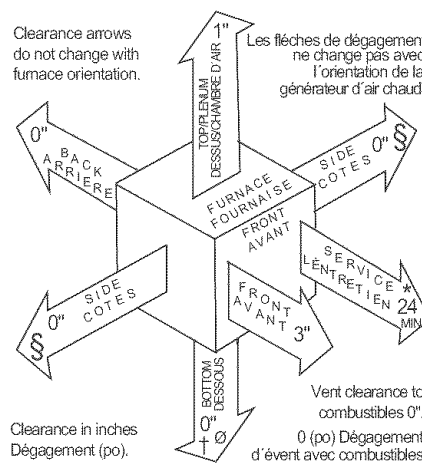 Clearance arrows
do not change with
furnace orientation.
Les flèches de dégagement
ne change pas avec
l´orientation de la
générateur d´air chaud
1"
TOP/PLENUM
DESSUS/CHAMBRE D'AIR
0"
BACK
ARRIERE
SIDE
COTES
0" §
FURNACE
FOURNAISE
FRONT
AVANT
SERVICE *
LÈNTRETIEN 24
MIN
§ 0"
SIDE
COTES
FRONT
AVANT 3"
BOTTOM
DESSOUS
0"
† Ø
Vent clearance to
combustibles 0".
Clearance in inches
Dégagement (po).
0 (po) Dégagement
d´évent avec combustibles